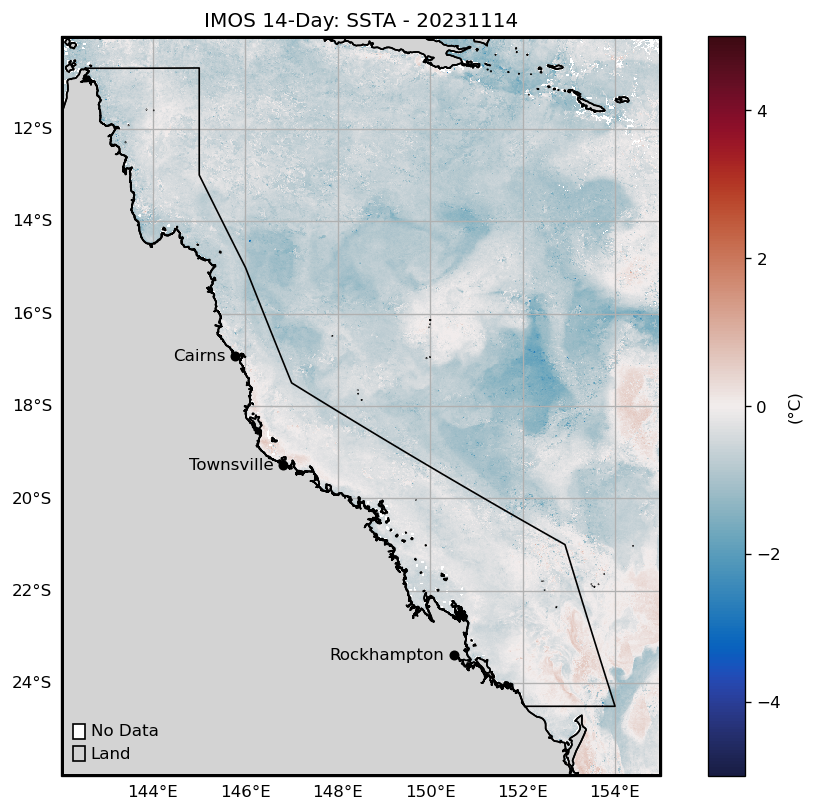 IMOS 14-Day: SSTA - 20231114
12°S
14°S
16°S
18°S
20°S
22°S
24°S
Cairns
Townsville
Rockhampton
No Data
Land
144°E 146°E 148°E 150°E 152°E 154°E
4
2
0
−2
−4
(°C)